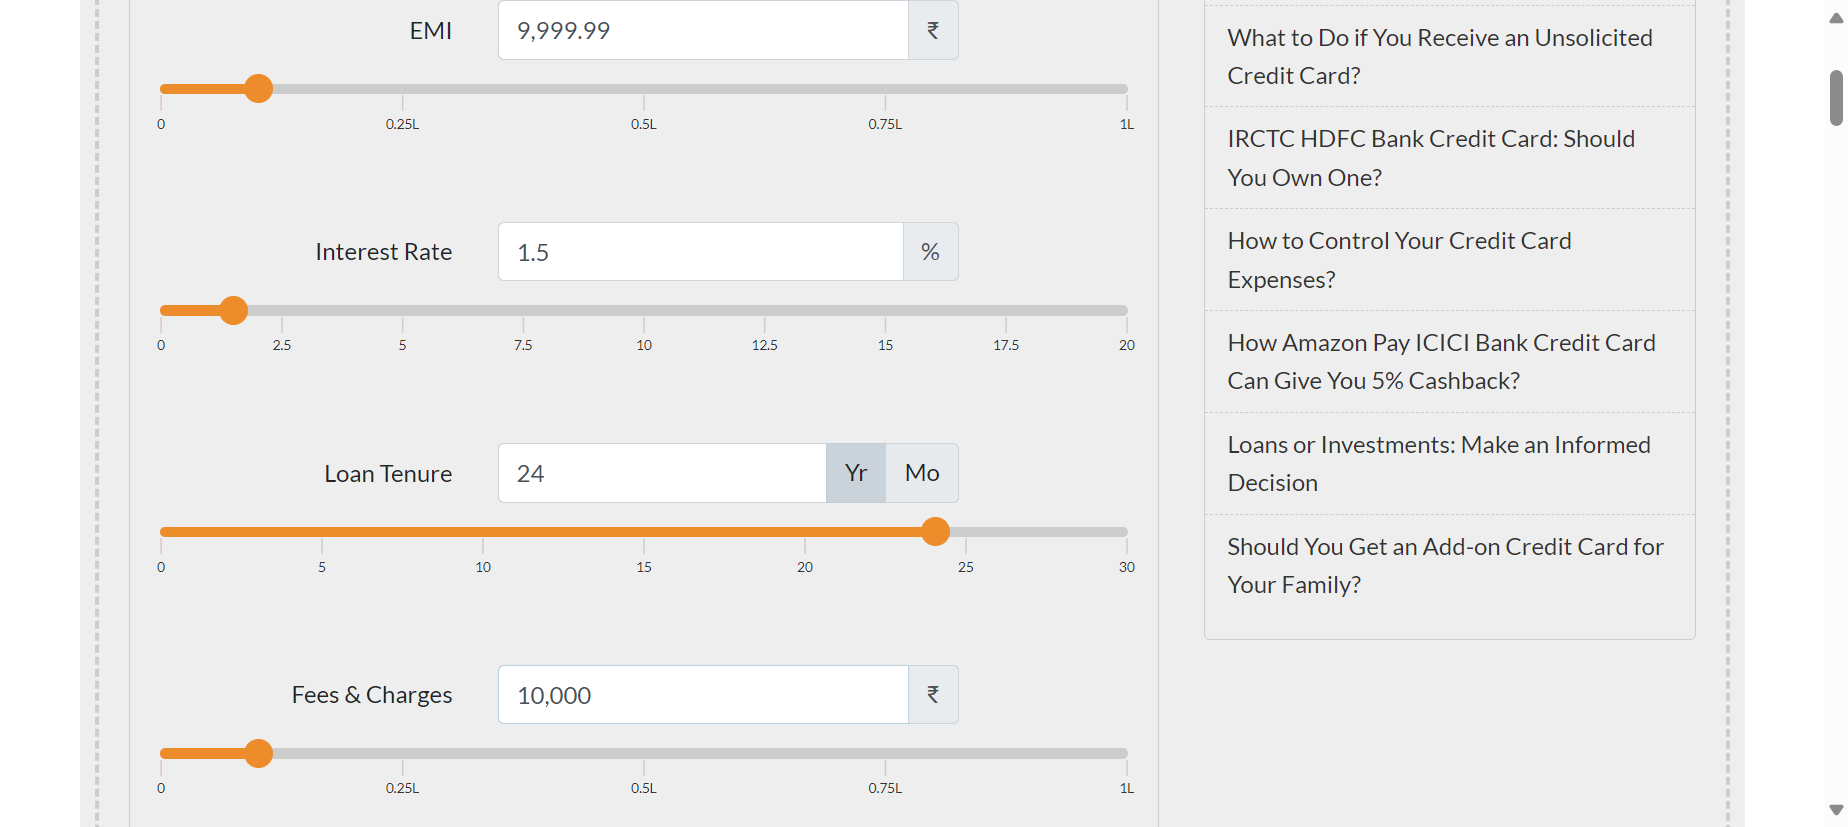 EMI
9,999.99
₹
0
0.25L
0.5L
0.75L
1L
Interest Rate
1.5
%
0
2.5
5
7.5
10
12.5
15
17.5
20
Loan Tenure
24
Yr
Mo
0
5
10
15
20
25
30
Fees & Charges
10,000
₹
0
0.25L
0.5L
0.75L
1L
What to Do if You Receive an Unsolicited
Credit Card?
IRCTC HDFC Bank Credit Card: Should
You Own One?
How to Control Your Credit Card
Expenses?
How Amazon Pay ICICI Bank Credit Card
Can Give You 5% Cashback?
Loans or Investments: Make an Informed
Decision
Should You Get an Add-on Credit Card for
Your Family?